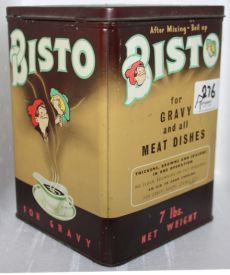 BISTO
FOR GRAVY
After Mixing - Boil up
BISTO
for
GRAVY
and all
MEAT DISHES
THICKENS, BROWNS AND SEASONS
IN ONE OPERATION
276
7 lbs.
NET WEIGHT